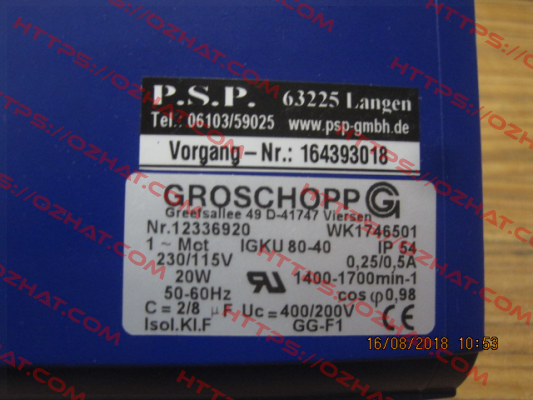 P.S.P. 63225 Langen
Tel.: 06103/59025 www.psp-gmbh.de
Vorgang – Nr.: 164393018
GROSCHOPP G
Greefsallee 49 D-41747 Viersen
Nr.12336920 WK1746501
1 ~ Mot IGKU 80-40 IP 54
230/115V 0,25/0,5A
20W 1400-1700min-1
50-60Hz cos φ 0,98
C = 2/8 µF Uc = 400/200V
Isol.Kl.F GG-F1 CE
16/08/2018 10:53
HTTPS://OZHAT.COM